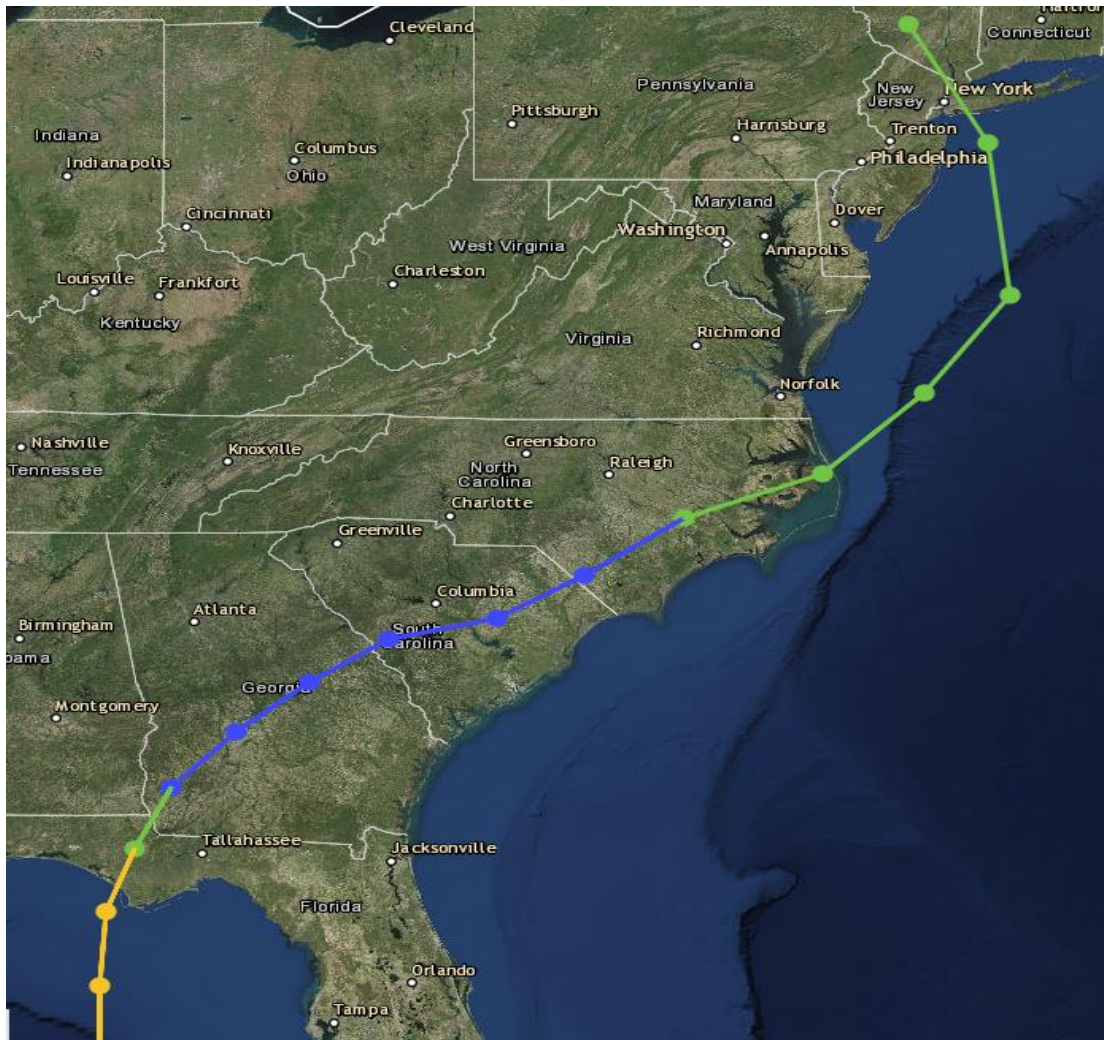 Hartfor
Cleveland
Connecticut
Pennsylvania
New
Jersey
New York
Pittsburgh
Harrisburg
Trenton
Indiana
Columbus
Ohio
Indianapolis
Philadelphia
Maryland
Cincinnati
Dover
Washington
West Virginia
Annapolis
Charleston
Louisville
Frankfort
Kentucky
Richmond
Virginia
Norfolk
Nashville
Tennessee
Knoxville
Greensboro
North
Carolina
Raleigh
Charlotte
Greenville
Columbia
Atlanta
Birmingham
South
Carolina
bama
Georgia
Montgomery
Tallahassee
Jacksonville
Florida
Orlando
Tampa